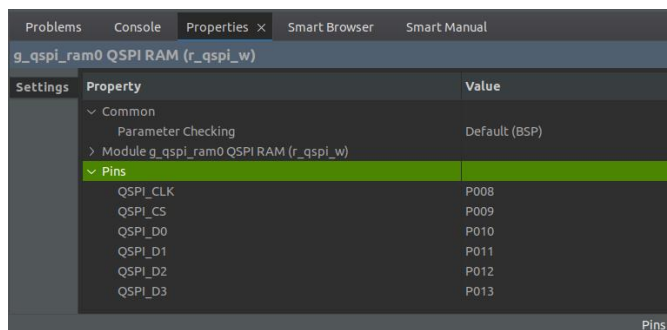 Problems Console Properties × Smart Browser Smart Manual
g_qspi_ram0 QSPI RAM (r_qspi_w)
Settings Property Value
Common
Parameter Checking Default (BSP)
Module g_qspi_ram0 QSPI RAM (r_qspi_w)
Pins
QSPI_CLK P008
QSPI_CS P009
QSPI_D0 P010
QSPI_D1 P011
QSPI_D2 P012
QSPI_D3 P013
Pins